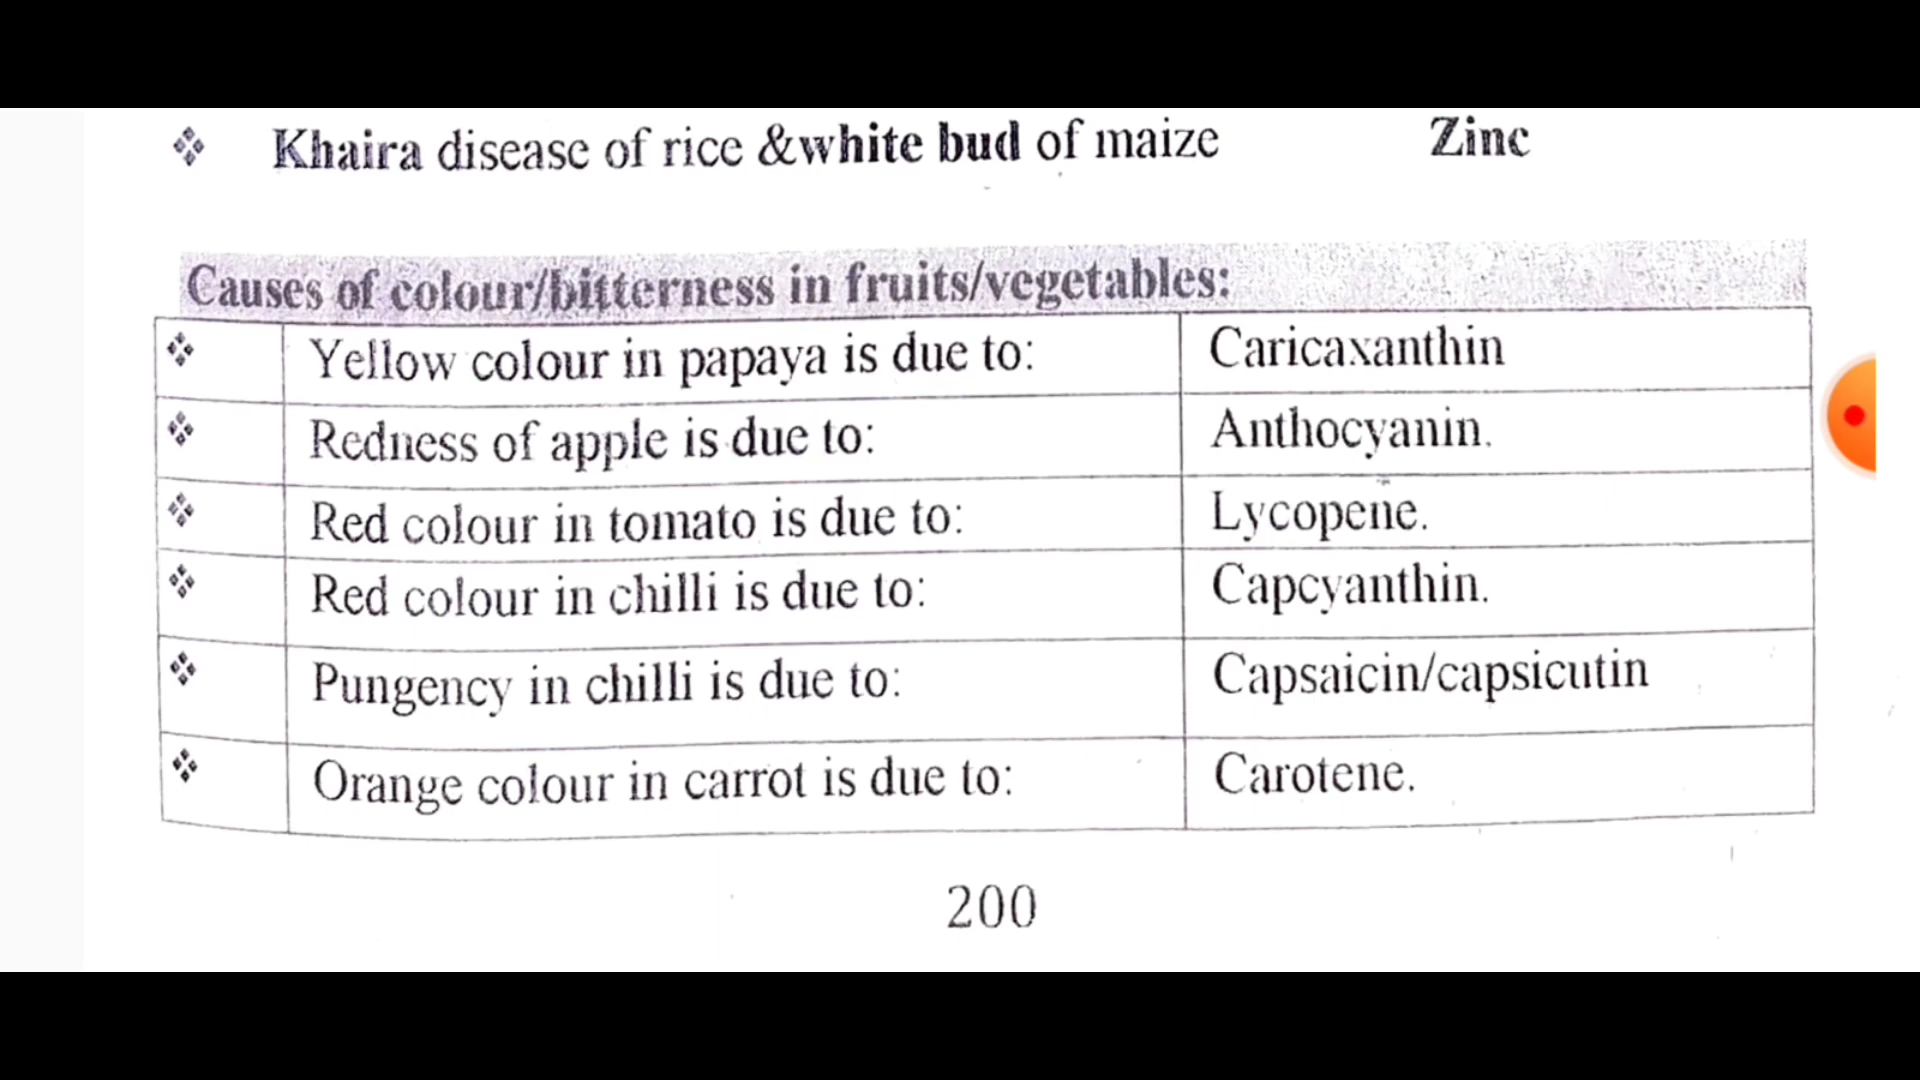 Khaira disease of rice &white bud of maize Zinc
Causes of colour/bitterness in fruits/vegetables:
Yellow colour in papaya is due to: Caricaxanthin
Redness of apple is due to: Anthocyanin.
Red colour in tomato is due to: Lycopene.
Red colour in chilli is due to: Capcyanthin.
Pungency in chilli is due to: Capsaicin/capsicutin
Orange colour in carrot is due to: Carotene.
200